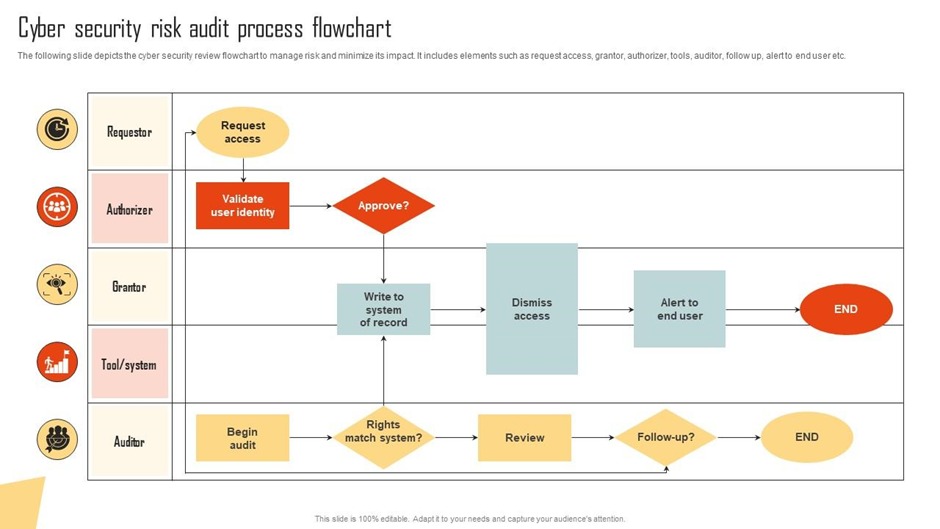 Cyber security risk audit process flowchart
The following slide depicts the cyber security review flowchart to manage risk and minimize its impact. It includes elements such as request access, grantor, authorizer, tools, auditor, follow up, alert to end user etc.
Requestor
Request
access
Authorizer
Validate
user identity
Approve?
Grantor
Write to
system
of record
Dismiss
access
Alert to
end user
END
Tool/system
Auditor
Begin
audit
Rights
match system?
Review
Follow-up?
END
This slide is 100% editable. Adapt it to your needs and capture your audience's attention.